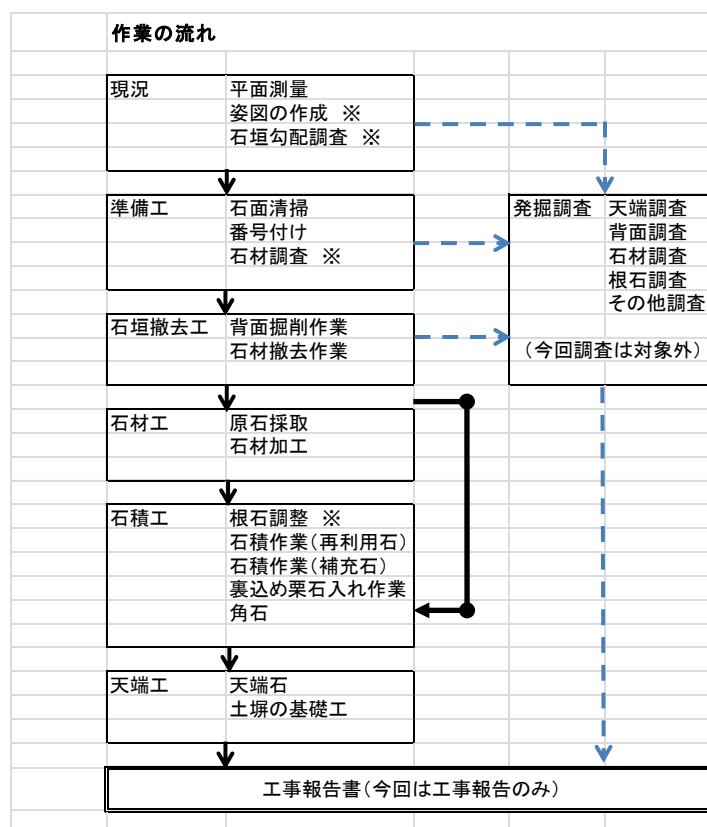 作業の流れ
現況 平面測量
姿図の作成 ※
石垣勾配調査 ※
準備工 石面清掃
番号付け
石材調査 ※
発掘調査 天端調査
背面調査
石材調査
根石調査
その他調査
(今回調査は対象外)
石垣撤去工 背面掘削作業
石材撤去作業
石材工 原石採取
石材加工
石積工 根石調整 ※
石積作業(再利用石)
石積作業(補充石)
裏込め栗石入れ作業
角石
天端工 天端石
土塀の基礎工
工事報告書(今回は工事報告のみ)